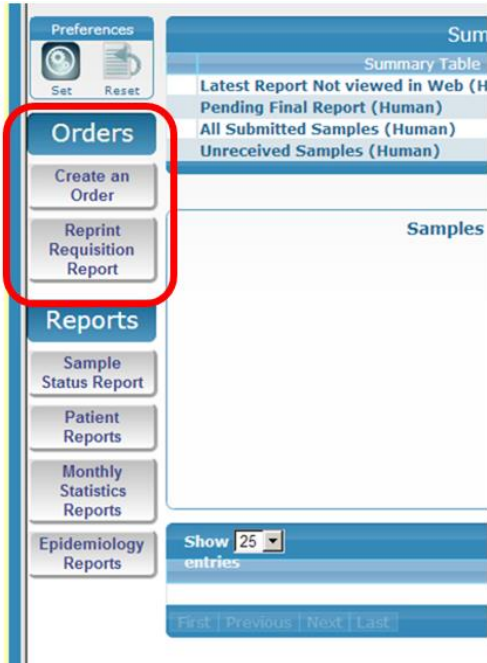 Preferences
Set Reset
Orders
Create an
Order
Reprint
Requisition
Report
Reports
Sample
Status Report
Patient
Reports
Monthly
Statistics
Reports
Epidemiology
Reports
Sum
Summary Table
Latest Report Not viewed in Web (H
Pending Final Report (Human)
All Submitted Samples (Human)
Unreceived Samples (Human)
Samples
Show 25
entries
First | Previous | Next | Last